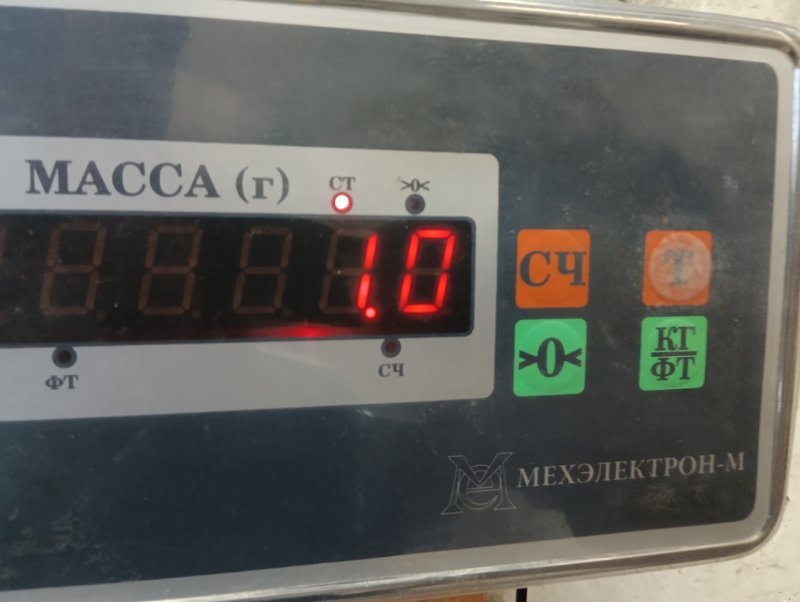 МАССА (г)
СТ
>0<
1.0
ФТ
СЧ
СЧ
Т
>0<
КГ
ФТ
МЕХЭЛЕКТРОН-М